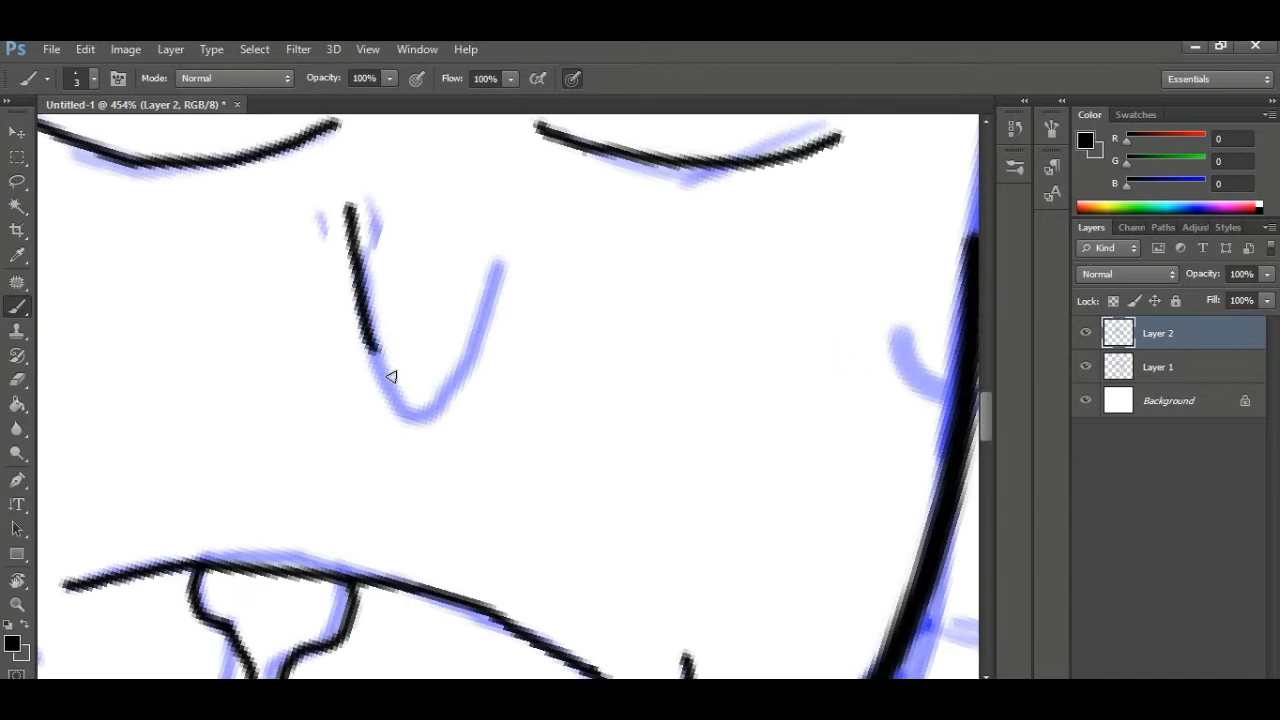 Ps File Edit Image Layer Type Select Filter 3D View Window Help
3 Mode: Normal Opacity: 100% Flow: 100% Essentials
Untitled-1 @ 454% (Layer 2, RGB/8) *
Color Swatches
R 0
G 0
B 0
Layers Chann Paths Adjus Styles
Kind
Normal Opacity: 100%
Lock: Fill: 100%
Layer 2
Layer 1
Background